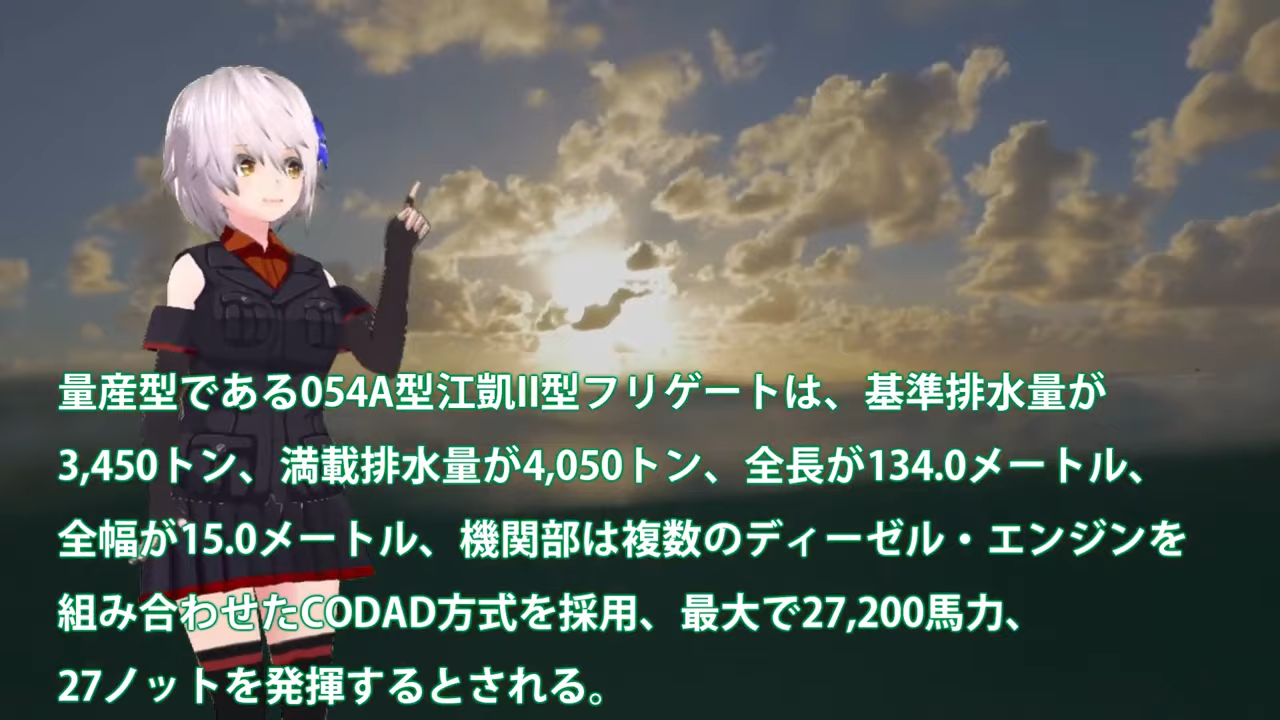 量産型である054A型江凱II型フリゲートは、基準排水量が
3,450トン、満載排水量が4,050トン、全長が134.0メートル、
全幅が15.0メートル、機関部は複数のディーゼル・エンジンを
組み合わせたCODAD方式を採用、最大で27,200馬力、
27ノットを発揮するとされる。